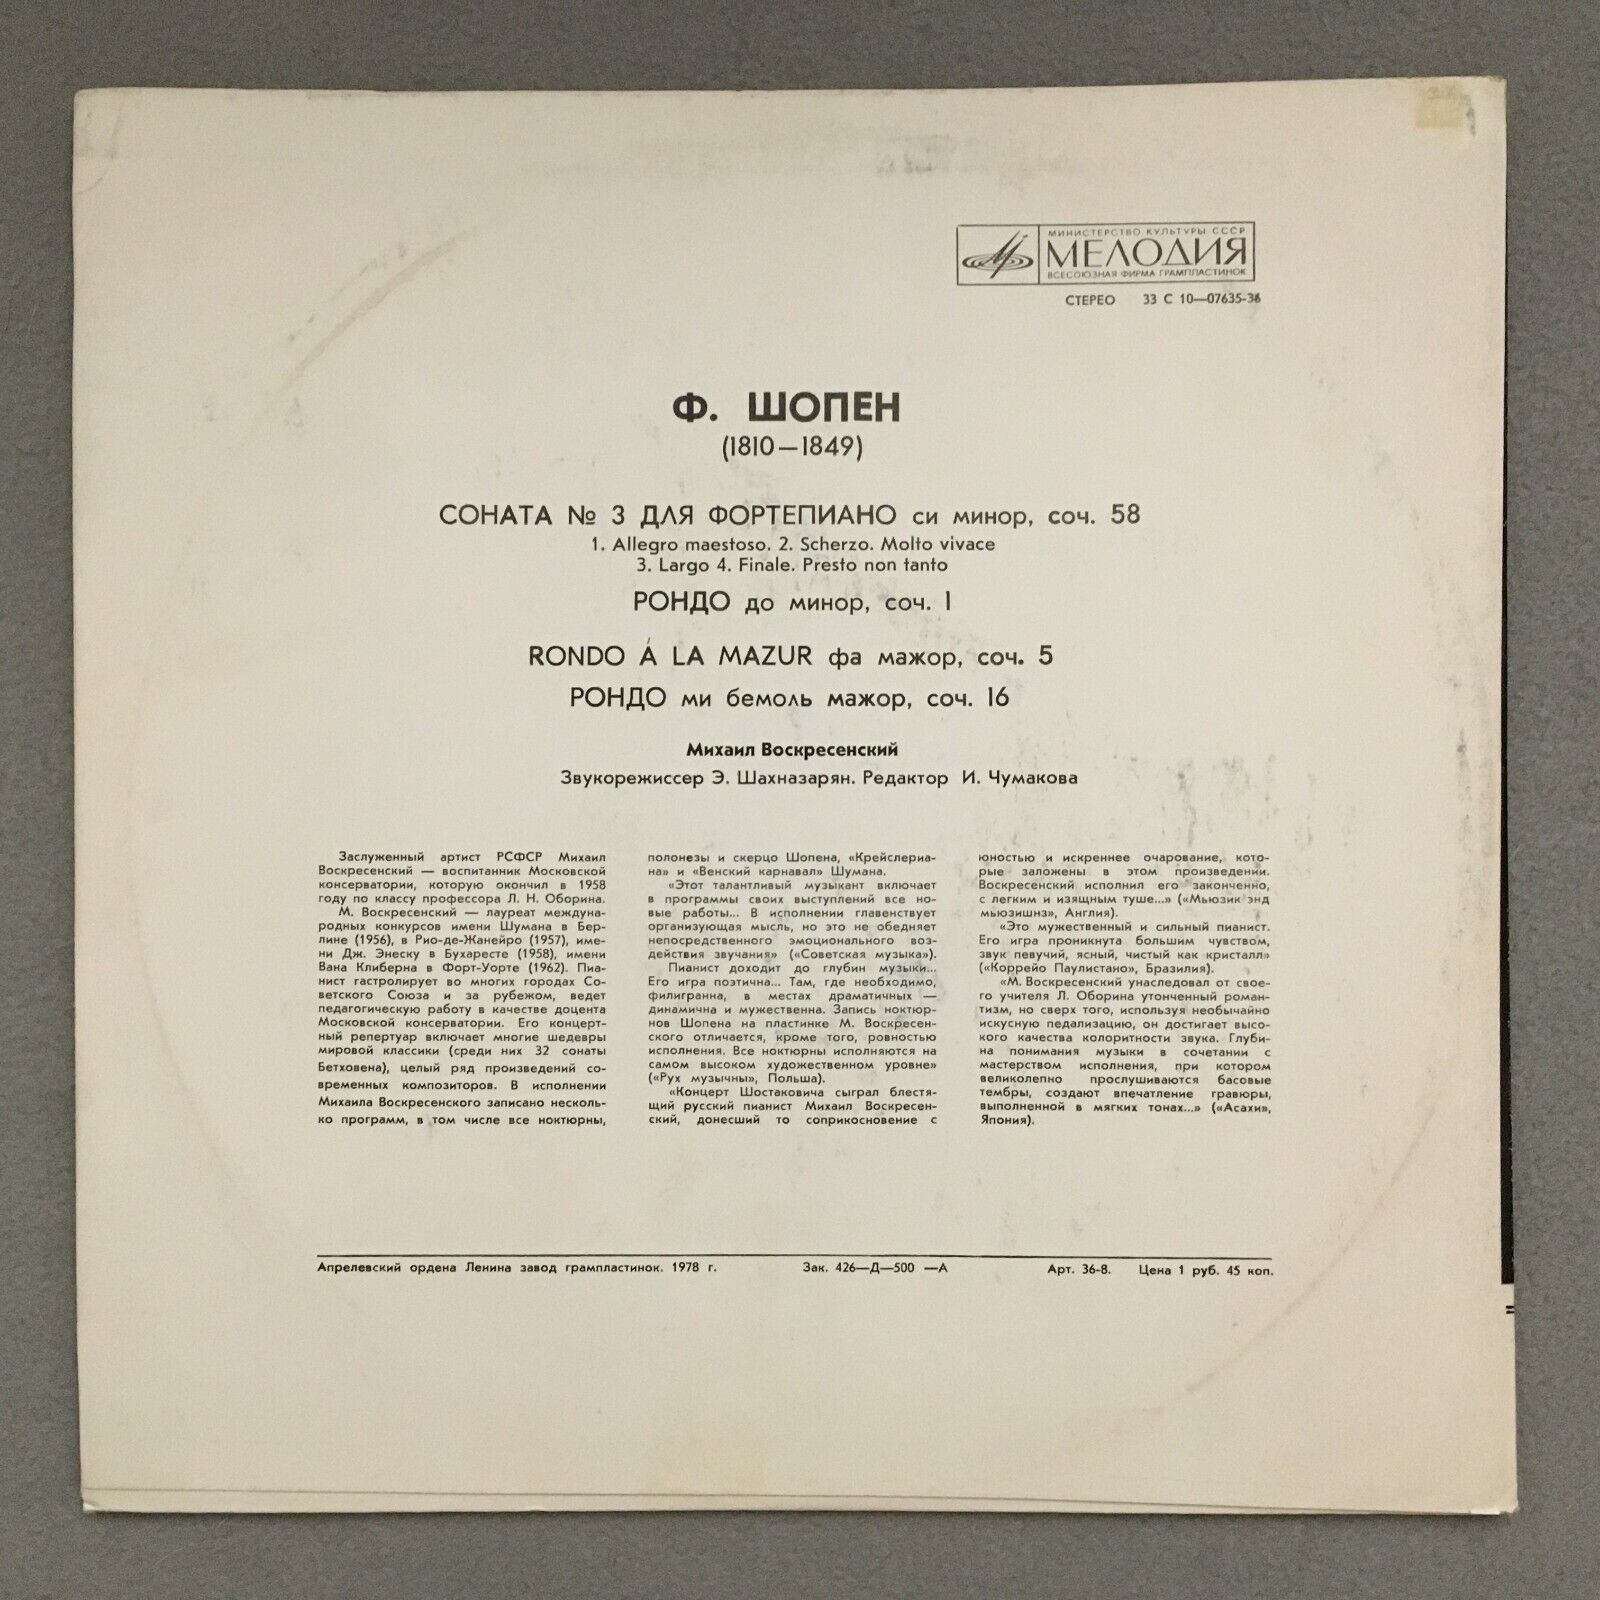 МИНИСТЕРСТВО КУЛЬТУРЫ СССР
МЕЛОДИЯ
ВСЕСОЮЗНАЯ ФИРМА ГРАМПЛАСТИНОК
СТЕРЕО 33 С 10—07635-36
Ф. ШОПЕН
(1810—1849)
СОНАТА № 3 ДЛЯ ФОРТЕПИАНО си минор, соч. 58
1. Allegro maestoso. 2. Scherzo. Molto vivace
3. Largo 4. Finale. Presto non tanto
РОНДО до минор, соч. 1
RONDO Á LA MAZUR фа мажор, соч. 5
РОНДО ми бемоль мажор, соч. 16
Михаил Воскресенский
Звукорежиссер Э. Шахназарян. Редактор И. Чумакова
Заслуженный артист РСФСР Михаил
Воскресенский — воспитанник Московской
консерватории, которую окончил в 1958
году по классу профессора Л. Н. Оборина.
М. Воскресенский — лауреат междуна-
родных конкурсов имени Шумана в Бер-
лине (1956), в Рио-де-Жанейро (1957), име-
ни Дж. Энеску в Бухаресте (1958), имени
Вана Клиберна в Форт-Уорте (1962). Пиа-
нист гастролирует во многих городах Со-
ветского Союза и за рубежом, ведет
педагогическую работу в качестве доцента
Московской консерватории. Его концерт-
ный репертуар включает многие шедевры
мировой классики (среди них 32 сонаты
Бетховена), целый ряд произведений со-
временных композиторов. В исполнении
Михаила Воскресенского записано несколь-
ко программ, в том числе все ноктюрны,
полонезы и скерцо Шопена, «Крейслериа-
на» и «Венский карнавал» Шумана.
«Этот талантливый музыкант включает
в программы своих выступлений все но-
вые работы... В исполнении главенствует
организующая мысль, но это не обедняет
непосредственного эмоционального воз-
действия звучания» («Советская музыка»).
Пианист доходит до глубин музыки...
Его игра поэтична... Там, где необходимо,
филигранна, в местах драматичных —
динамична и мужественна. Запись ноктюр-
нов Шопена на пластинке М. Воскресен-
ского отличается, кроме того, ровностью
исполнения. Все ноктюрны исполняются на
самом высоком художественном уровне»
(«Рух музычны», Польша).
«Концерт Шостаковича сыграл блестя-
щий русский пианист Михаил Воскресен-
ский, донесший то соприкосновение с
юностью и искреннее очарование, кото-
рые заложены в этом произведении.
Воскресенский исполнил его законченно,
с легким и изящным туше...» («Мьюзик энд
мьюзишнз», Англия).
«Это мужественный и сильный пианист.
Его игра проникнута большим чувством,
звук певучий, ясный, чистый как кристалл»
(«Коррейо Паулистано», Бразилия).
«М. Воскресенский унаследовал от свое-
го учителя Л. Оборина утонченный роман-
тизм, но сверх того, используя необычайно
искусную педализацию, он достигает высо-
кого качества колоритности звука. Глуби-
на понимания музыки в сочетании с
мастерством исполнения, при котором
великолепно прослушиваются басовые
тембры, создают впечатление гравюры,
выполненной в мягких тонах...» («Асахи»,
Япония).
Апрелевский ордена Ленина завод грампластинок. 1978 г. Зак. 426—Д—500 —А Арт. 36-8. Цена 1 руб. 45 коп.